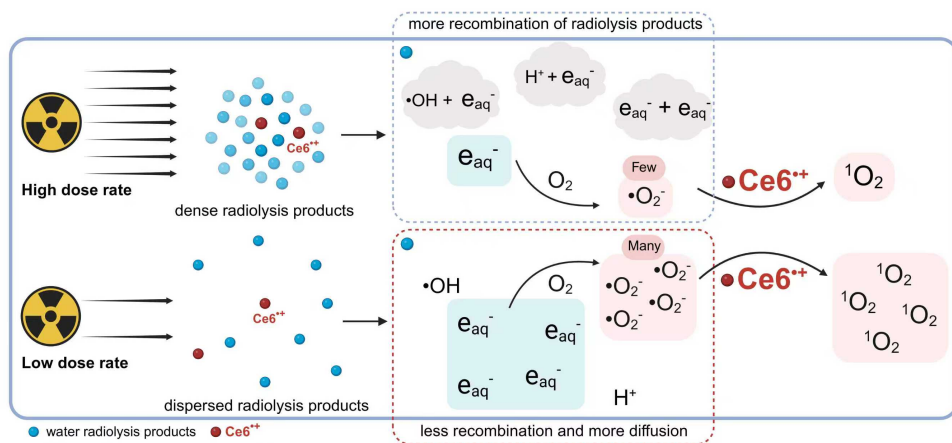 more recombination of radiolysis products
•OH + eaq⁻
H⁺ + eaq⁻
eaq⁻ + eaq⁻
Ce6•⁺
High dose rate
dense radiolysis products
eaq⁻
O₂
Few
•O₂⁻
Ce6•⁺
¹O₂
Many
•OH
O₂
•O₂⁻
•O₂⁻
•O₂⁻
•O₂⁻
Ce6•⁺
¹O₂
¹O₂
¹O₂
¹O₂
Ce6•⁺
eaq⁻
eaq⁻
eaq⁻
eaq⁻
H⁺
Low dose rate
dispersed radiolysis products
water radiolysis products
Ce6•⁺
less recombination and more diffusion